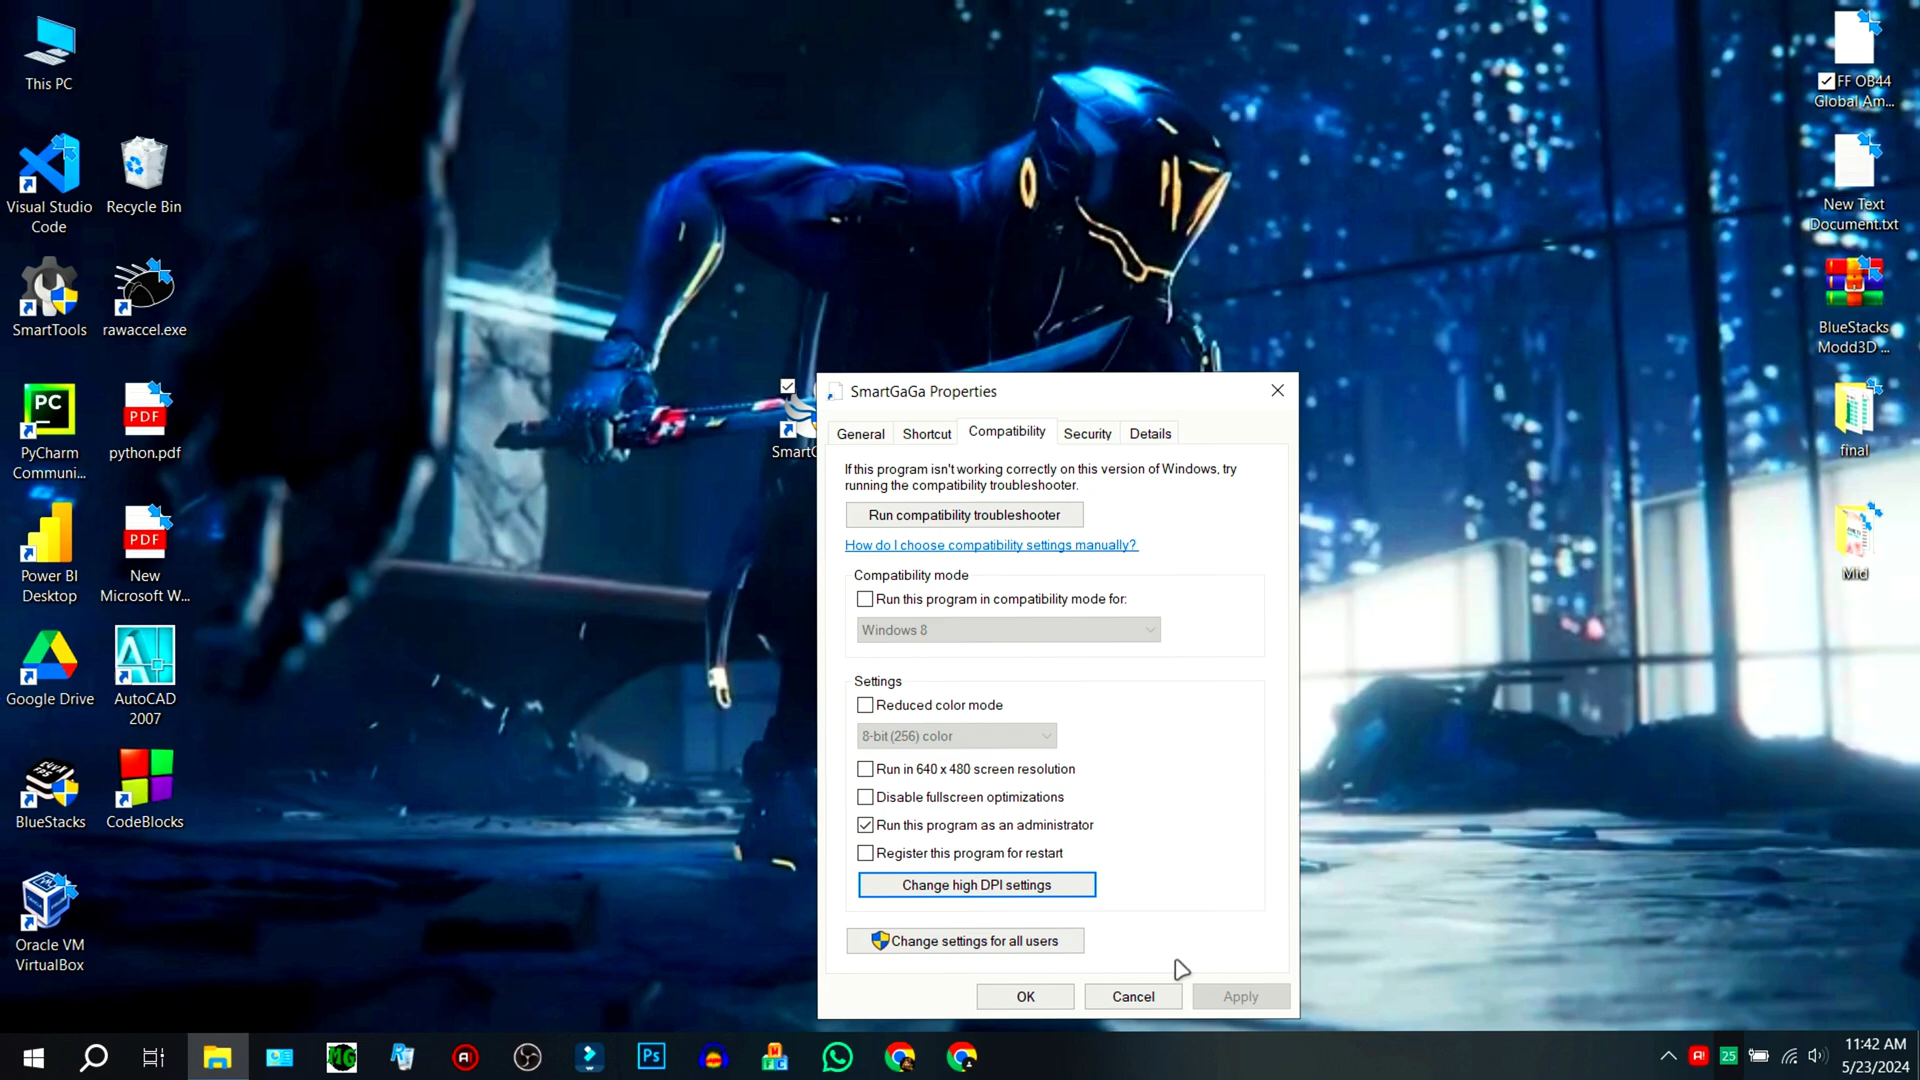 This PC
Visual Studio
Code
Recycle Bin
SmartTools
rawaccel.exe
PC
PyCharm
Communi...
PDF
python.pdf
Power BI
Desktop
PDF
New
Microsoft W...
Google Drive
AutoCAD
2007
BlueStacks
CodeBlocks
Oracle VM
VirtualBox
FF OB44
Global Am...
New Text
Document.txt
BlueStacks
Modd3D ...
final
Mid
SmartG
SmartGaGa Properties
General
Shortcut
Compatibility
Security
Details
If this program isn't working correctly on this version of Windows, try
running the compatibility troubleshooter.
Run compatibility troubleshooter
How do I choose compatibility settings manually?
Compatibility mode
Run this program in compatibility mode for:
Windows 8
Settings
Reduced color mode
8-bit (256) color
Run in 640 x 480 screen resolution
Disable fullscreen optimizations
Run this program as an administrator
Register this program for restart
Change high DPI settings
Change settings for all users
OK
Cancel
Apply
MG
Ps
25
11:42 AM
5/23/2024